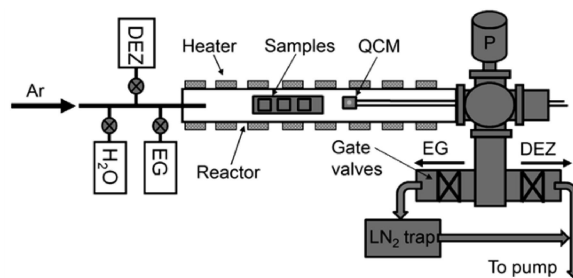 DEZ
P
Heater
Samples
QCM
Ar
H₂O
EG
Reactor
Gate
valves
EG
DEZ
LN₂ trap
To pump